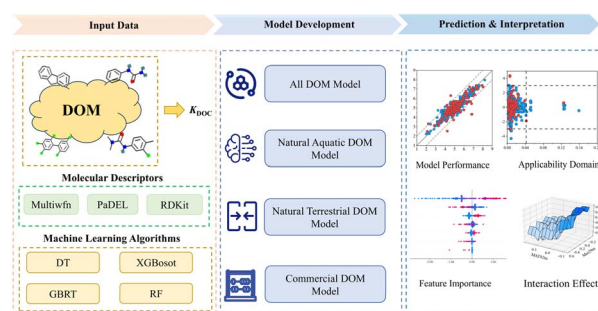 Input Data
Model Development
Prediction & Interpretation
DOM
KDOC
Molecular Descriptors
Multiwfn
PaDEL
RDKit
Machine Learning Algorithms
DT
XGBosot
GBRT
RF
All DOM Model
Natural Aquatic DOM
Model
Natural Terrestrial DOM
Model
Commercial DOM
Model
Model Performance
Applicability Domain
Feature Importance
Interaction Effect